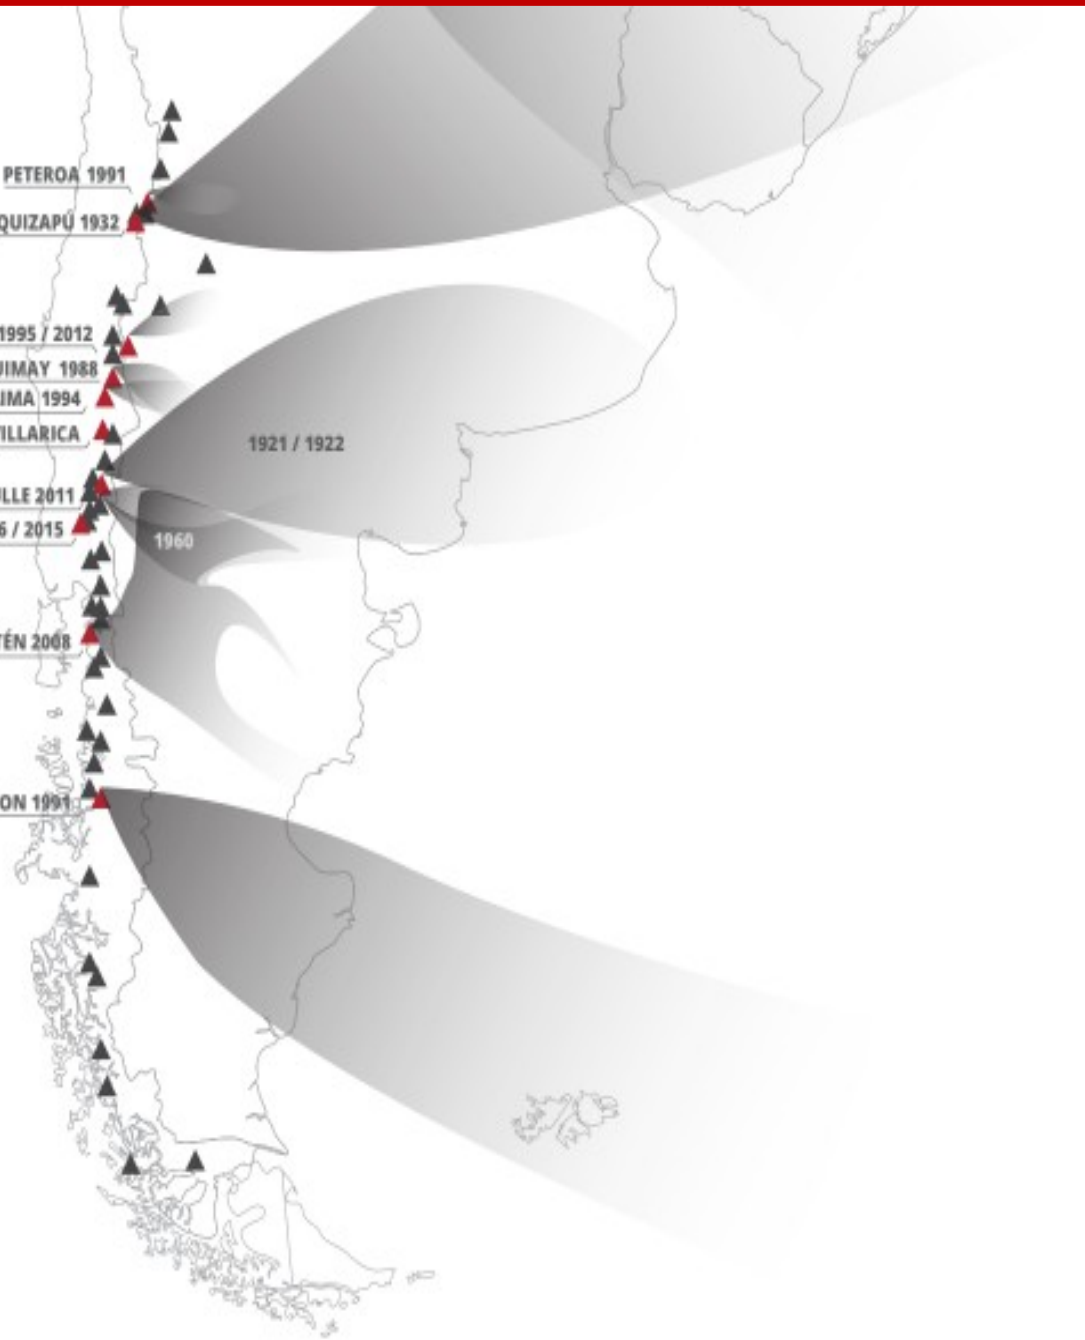 PETEROA 1991
QUIZAPÚ 1932
1995 / 2012
UIMAY 1988
IMA 1994
VILLARICA
1921 / 1922
LLE 2011
6 / 2015
1960
TÉN 2008
ON 1991